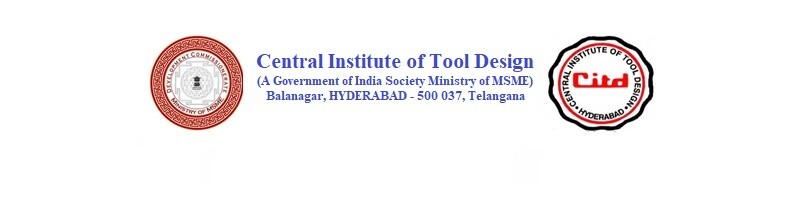 DEVELOPMENT COMMISSIONERATE
MINISTRY OF MSME
Central Institute of Tool Design
(A Government of India Society Ministry of MSME)
Balanagar, HYDERABAD - 500 037, Telangana
CENTRAL INSTITUTE OF TOOL DESIGN
Citd
HYDERABAD